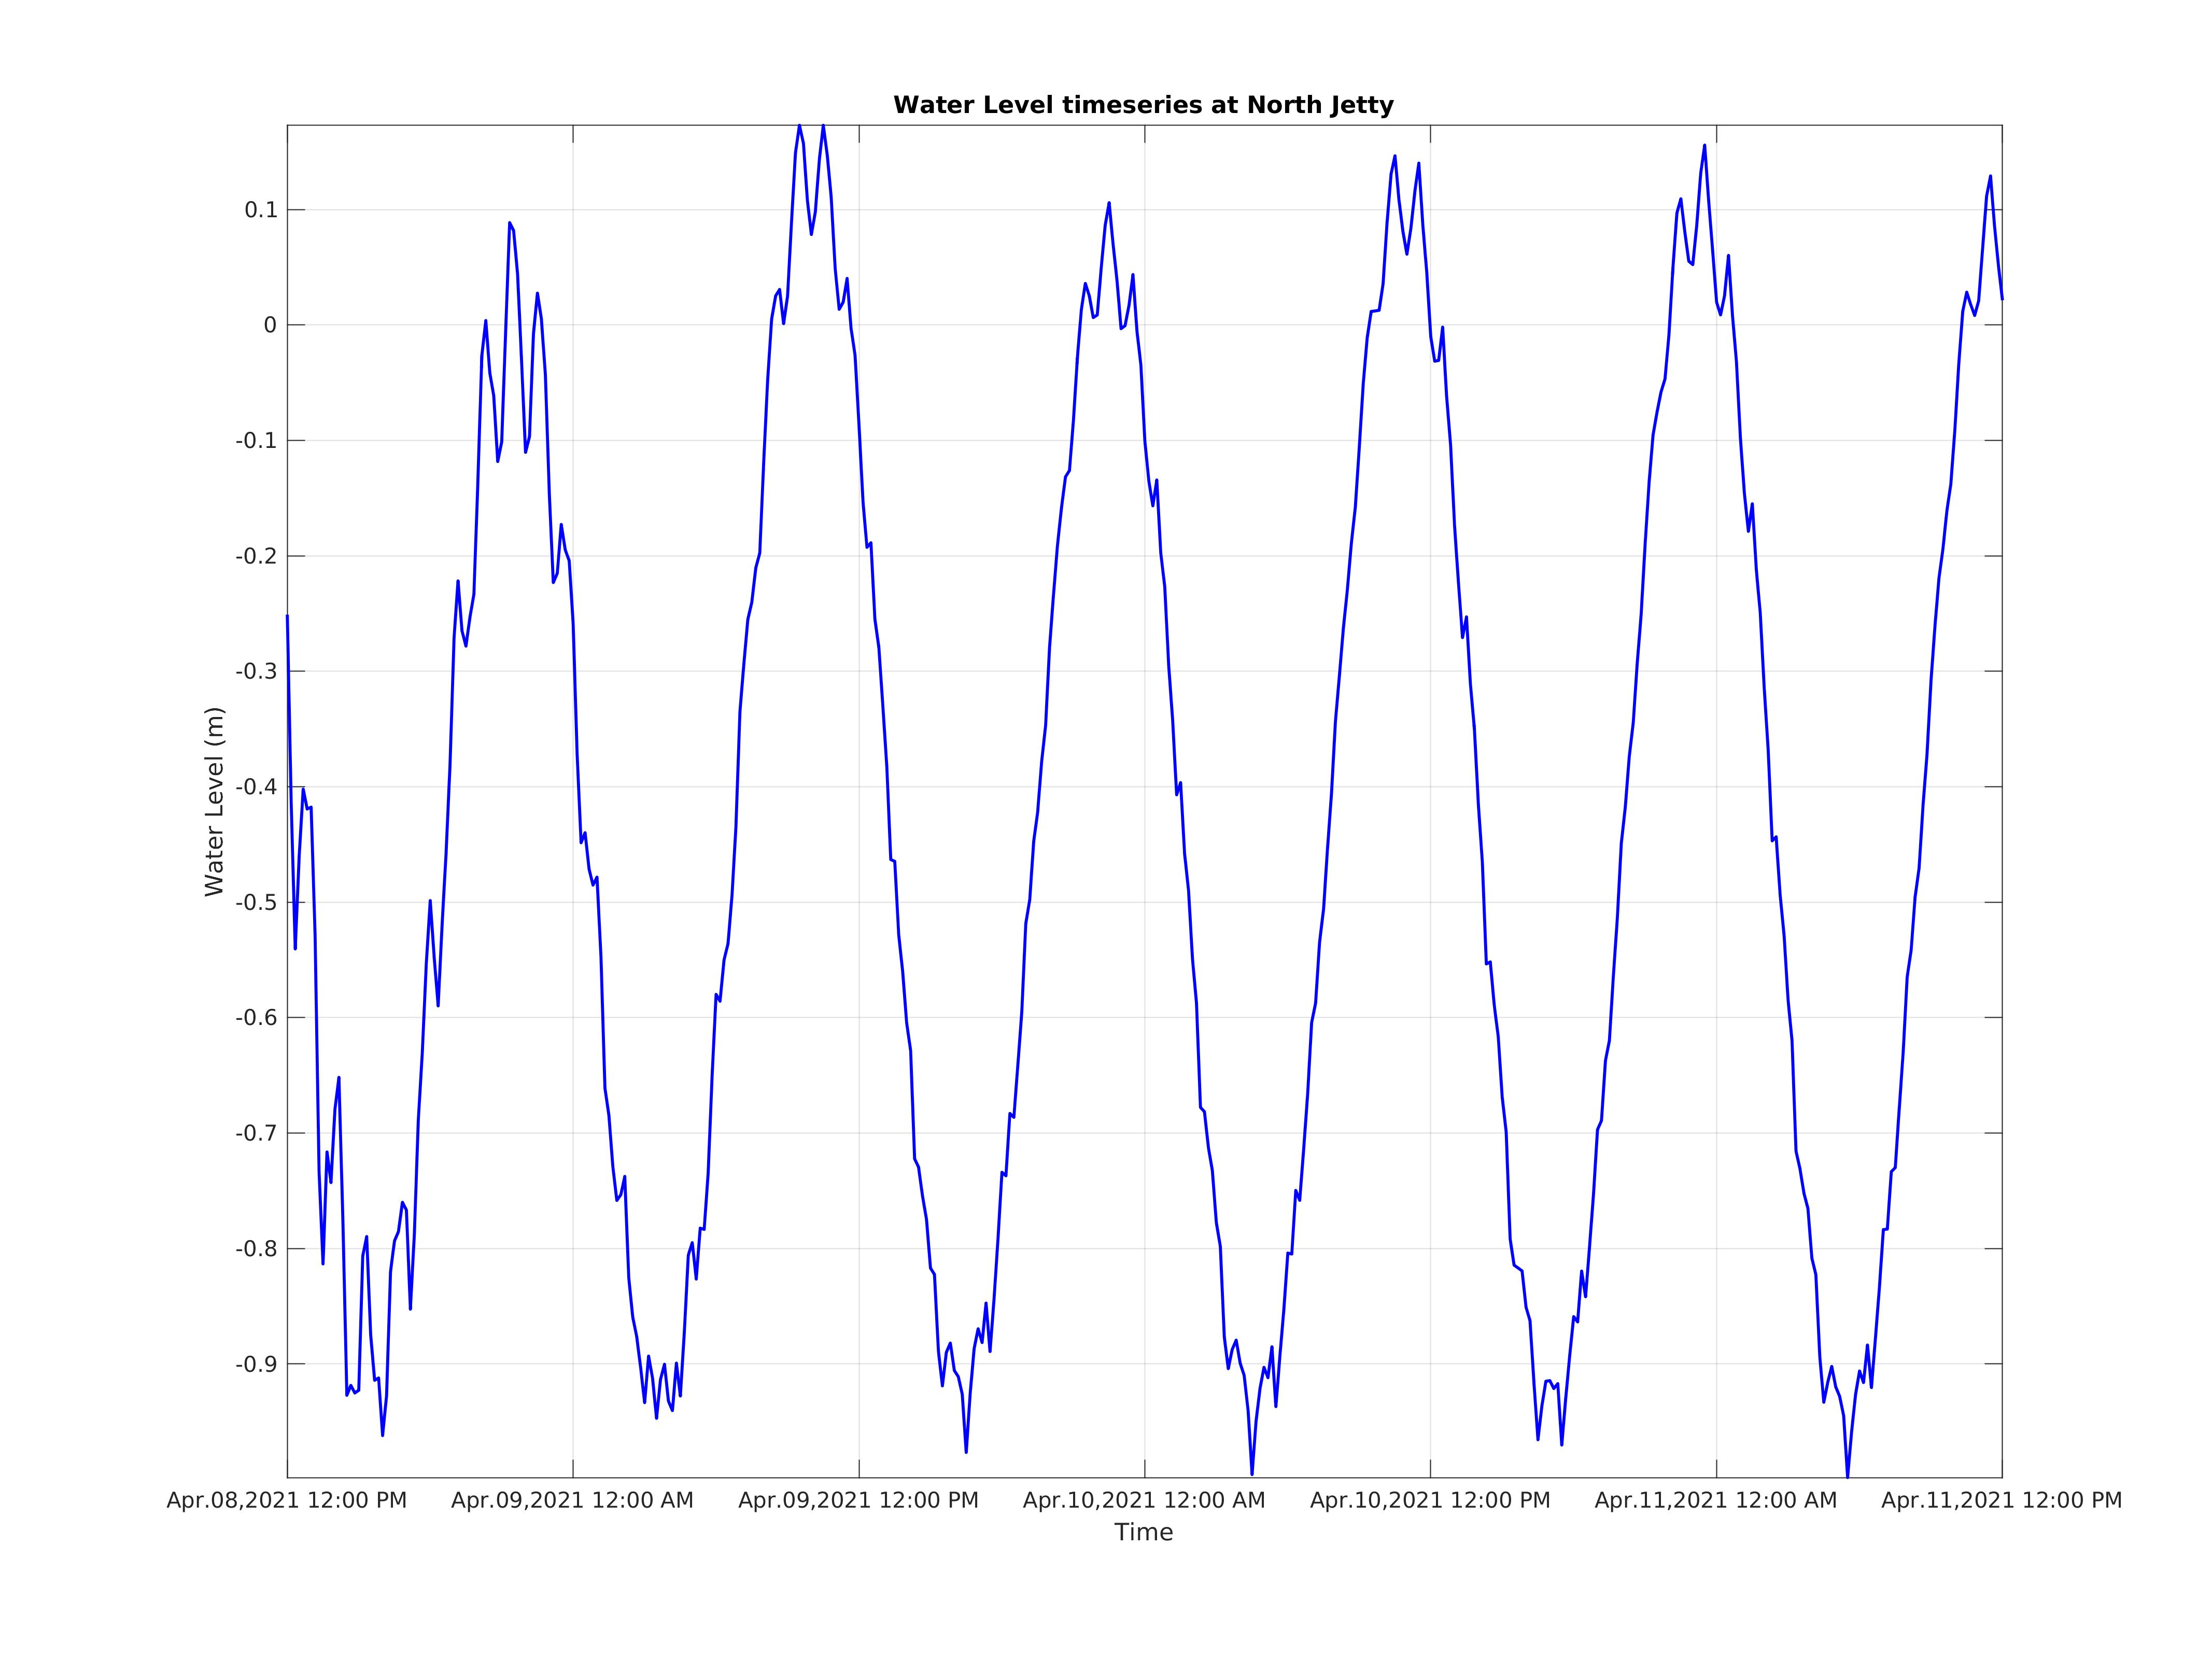 Water Level timeseries at North Jetty
0.1
0
-0.1
-0.2
-0.3
-0.4
-0.5
-0.6
-0.7
-0.8
-0.9
Water Level (m)
Apr.08,2021 12:00 PM Apr.09,2021 12:00 AM Apr.09,2021 12:00 PM Apr.10,2021 12:00 AM Apr.10,2021 12:00 PM Apr.11,2021 12:00 AM Apr.11,2021 12:00 PM
Time